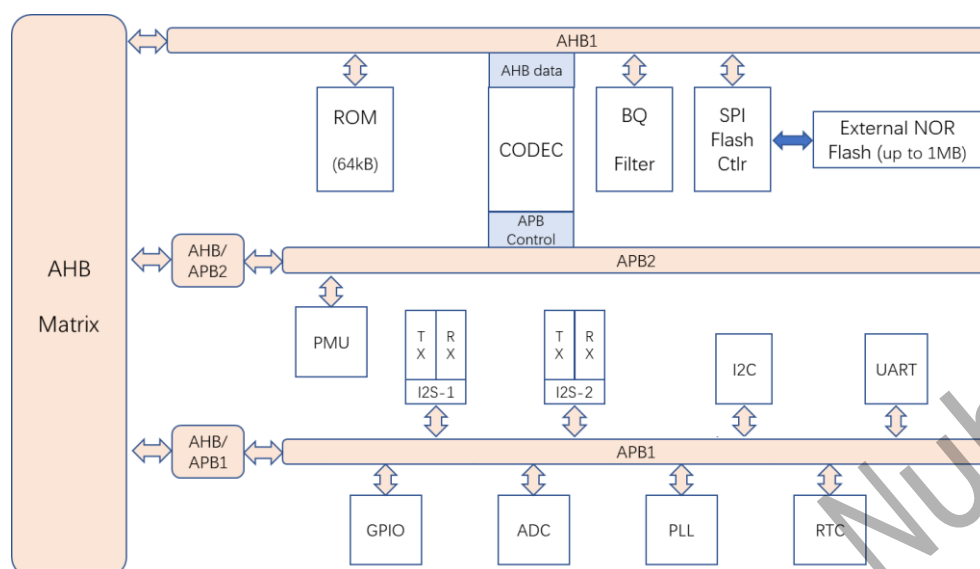 AHB1
AHB data
ROM
(64kB)
CODEC
BQ
Filter
SPI
Flash
Ctlr
External NOR
Flash (up to 1MB)
APB
Control
AHB
Matrix
AHB/
APB2
APB2
PMU
T
X
R
X
I2S-1
T
X
R
X
I2S-2
I2C
UART
AHB/
APB1
APB1
GPIO
ADC
PLL
RTC